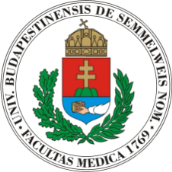 · UNIV. BUDAPESTINENSIS DE SEMMELWEIS NOM. ·
FACULTAS MEDICA 1769